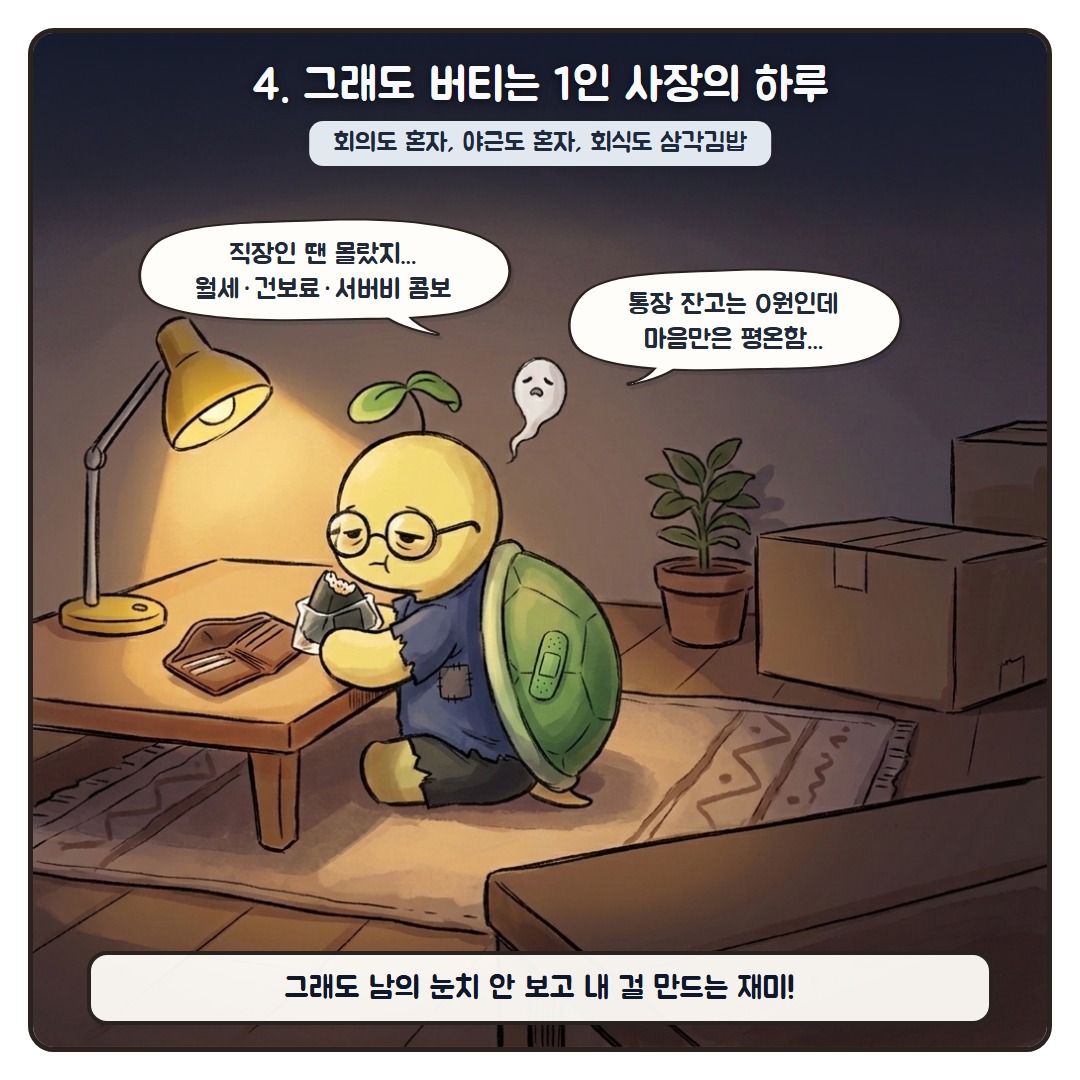 4. 그래도 버티는 1인 사장의 하루
회의도 혼자, 야근도 혼자, 회식도 삼각김밥
직장인 땐 몰랐지...
월세·건보료·서버비 콤보
통장 잔고는 0원인데
마음만은 평온함...
그래도 남의 눈치 안 보고 내 걸 만드는 재미!